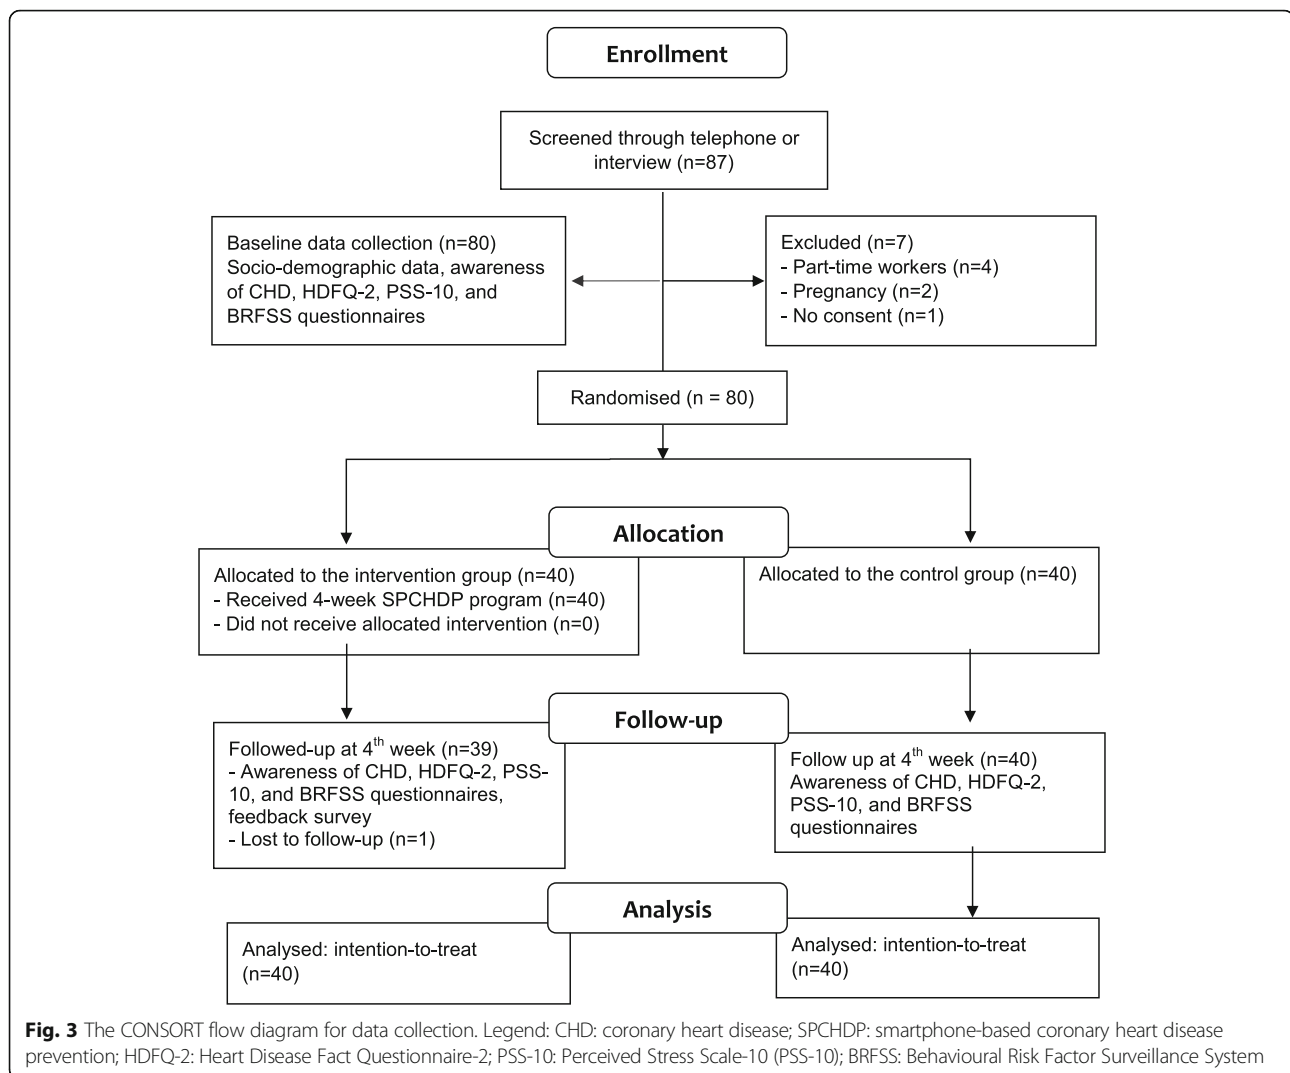 Enrollment
Screened through telephone or
interview (n=87)
Baseline data collection (n=80)
Socio-demographic data, awareness
of CHD, HDFQ-2, PSS-10, and
BRFSS questionnaires
Excluded (n=7)
- Part-time workers (n=4)
- Pregnancy (n=2)
- No consent (n=1)
Randomised (n = 80)
Allocation
Allocated to the intervention group (n=40)
- Received 4-week SPCHDP program (n=40)
- Did not receive allocated intervention (n=0)
Allocated to the control group (n=40)
Follow-up
Followed-up at 4th week (n=39)
- Awareness of CHD, HDFQ-2, PSS-
10, and BRFSS questionnaires,
feedback survey
- Lost to follow-up (n=1)
Follow up at 4th week (n=40)
Awareness of CHD, HDFQ-2,
PSS-10, and BRFSS
questionnaires
Analysis
Analysed: intention-to-treat
(n=40)
Analysed: intention-to-treat
(n=40)
Fig. 3 The CONSORT flow diagram for data collection. Legend: CHD: coronary heart disease; SPCHDP: smartphone-based coronary heart disease
prevention; HDFQ-2: Heart Disease Fact Questionnaire-2; PSS-10: Perceived Stress Scale-10 (PSS-10); BRFSS: Behavioural Risk Factor Surveillance System